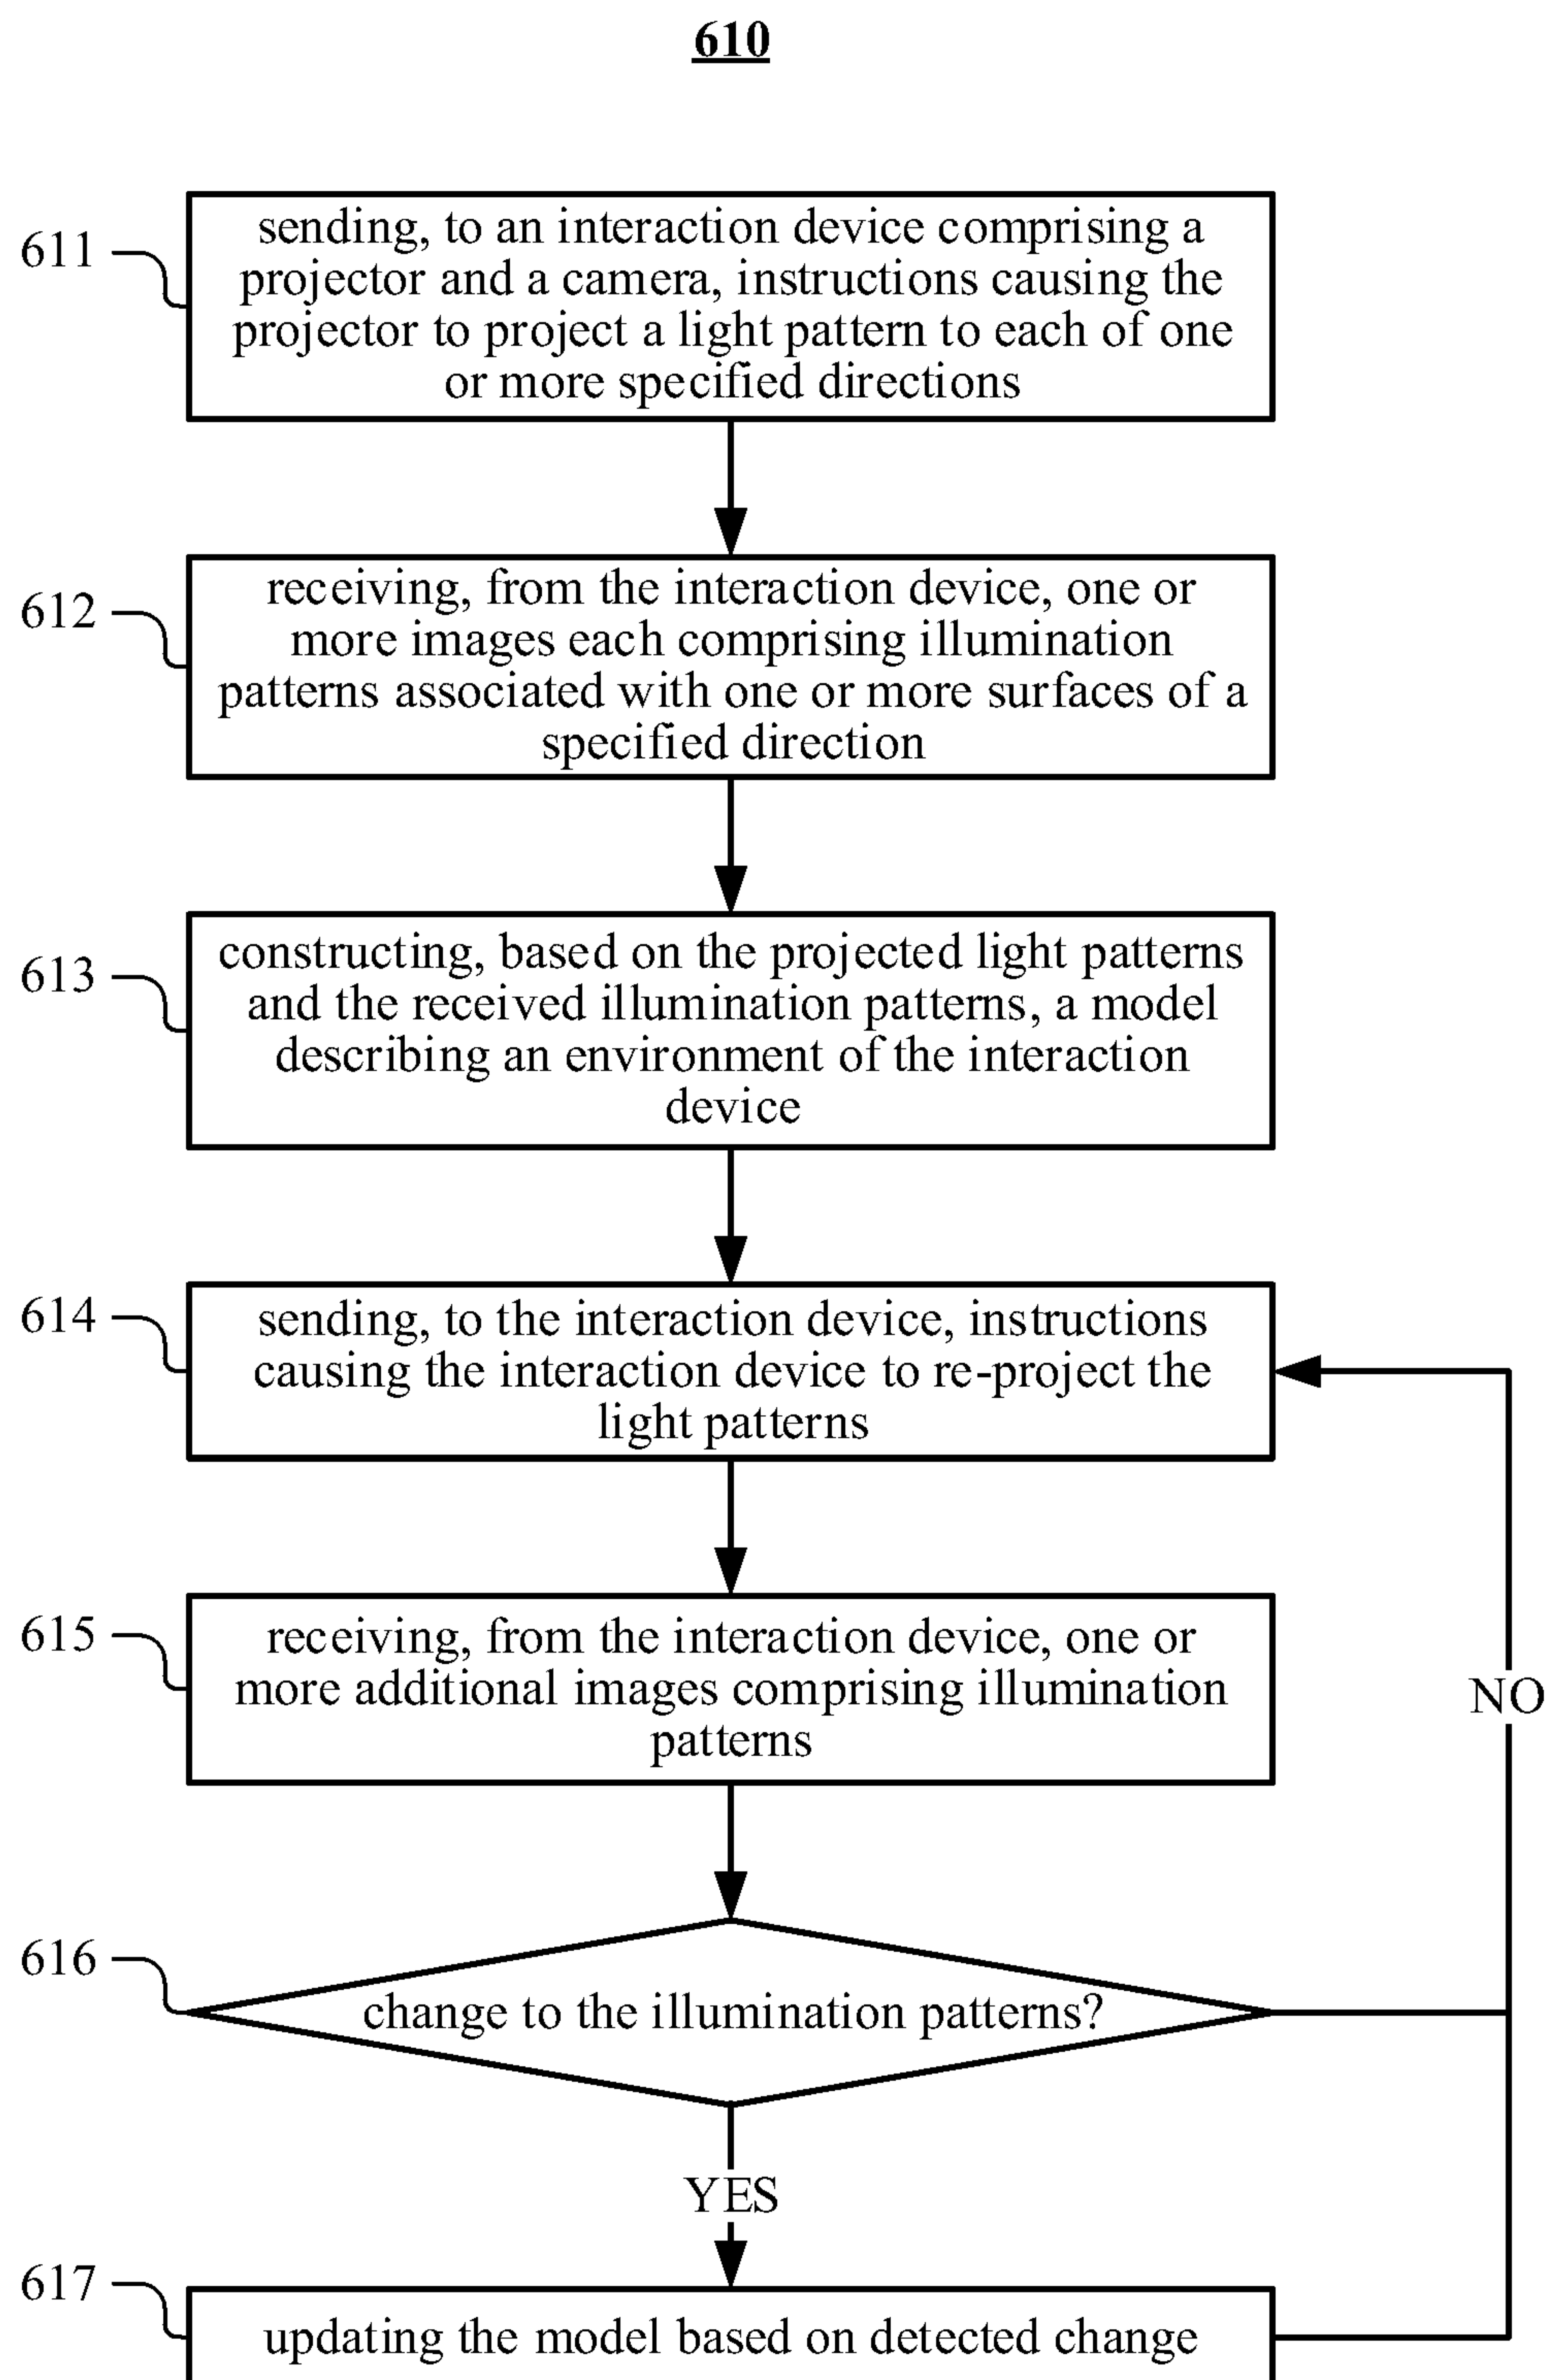 610
611
sending, to an interaction device comprising a
projector and a camera, instructions causing the
projector to project a light pattern to each of one
or more specified directions
612
receiving, from the interaction device, one or
more images each comprising illumination
patterns associated with one or more surfaces of a
specified direction
613
constructing, based on the projected light patterns
and the received illumination patterns, a model
describing an environment of the interaction
device
614
sending, to the interaction device, instructions
causing the interaction device to re-project the
light patterns
615
receiving, from the interaction device, one or
more additional images comprising illumination
patterns
NO
616
change to the illumination patterns?
YES
617
updating the model based on detected change